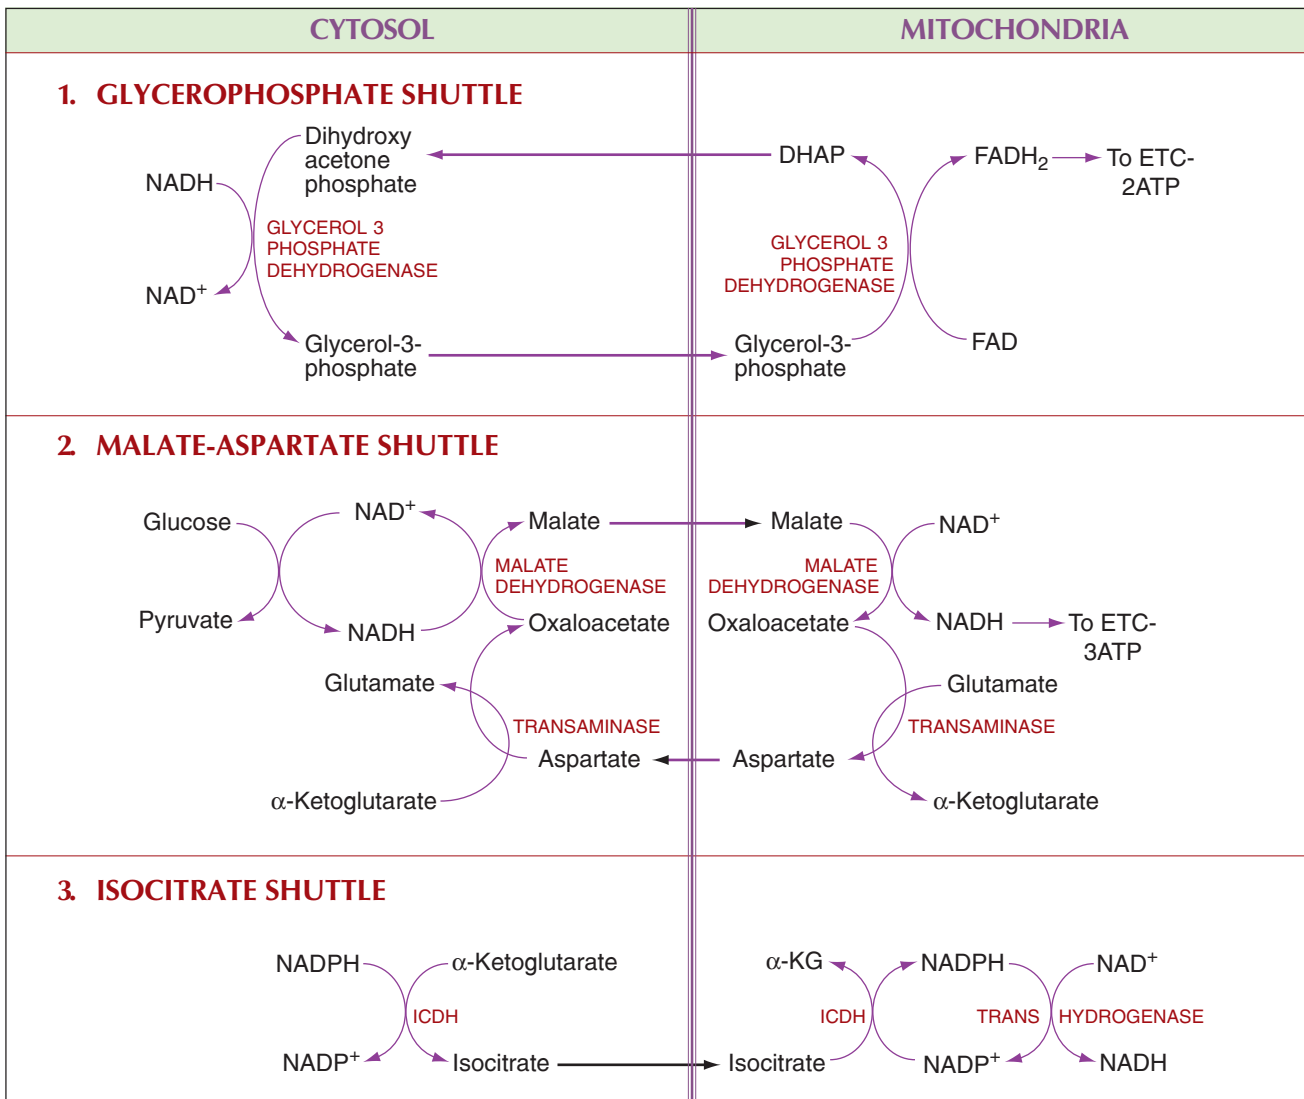 CYTOSOL
MITOCHONDRIA
1. GLYCEROPHOSPHATE SHUTTLE
Dihydroxy
acetone
phosphate
NADH
GLYCEROL 3
PHOSPHATE
DEHYDROGENASE
NAD⁺
Glycerol-3-
phosphate
DHAP
FADH₂
To ETC-
2ATP
GLYCEROL 3
PHOSPHATE
DEHYDROGENASE
Glycerol-3-
phosphate
FAD
2. MALATE-ASPARTATE SHUTTLE
Glucose
NAD⁺
Malate
MALATE
DEHYDROGENASE
Pyruvate
NADH
Oxaloacetate
Glutamate
TRANSAMINASE
Aspartate
α-Ketoglutarate
Malate
NAD⁺
MALATE
DEHYDROGENASE
Oxaloacetate
NADH
To ETC-
3ATP
Glutamate
TRANSAMINASE
Aspartate
α-Ketoglutarate
3. ISOCITRATE SHUTTLE
NADPH
α-Ketoglutarate
ICDH
NADP⁺
Isocitrate
α-KG
NADPH
NAD⁺
ICDH
TRANS HYDROGENASE
Isocitrate
NADP⁺
NADH